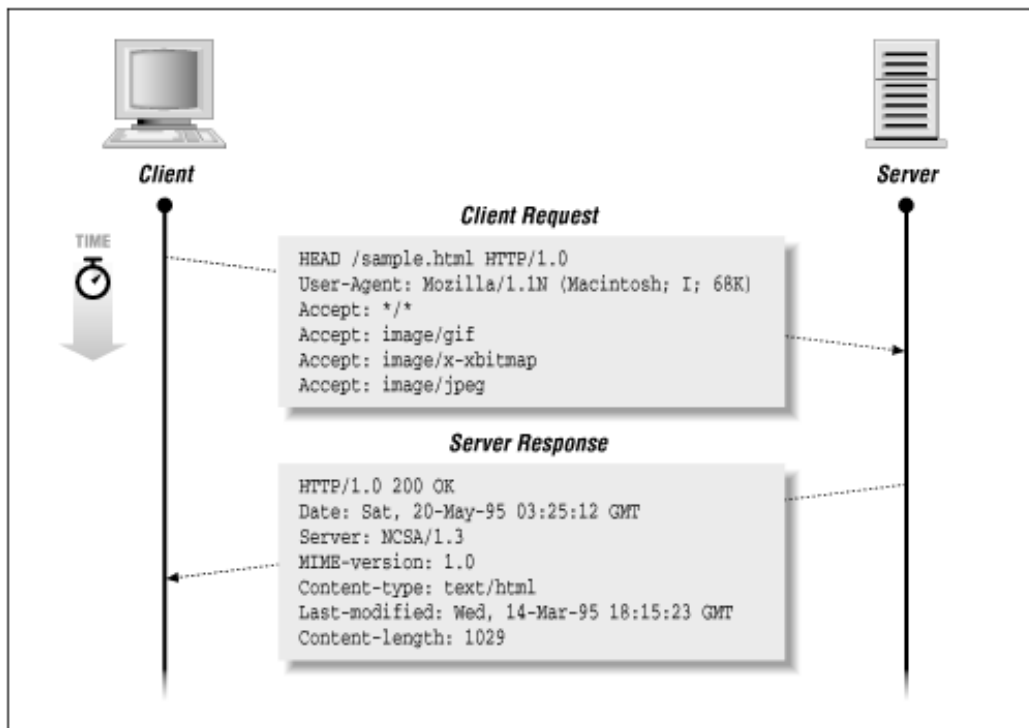 Client
Server
TIME
Client Request
HEAD /sample.html HTTP/1.0
User-Agent: Mozilla/1.1N (Macintosh; I; 68K)
Accept: */*
Accept: image/gif
Accept: image/x-xbitmap
Accept: image/jpeg
Server Response
HTTP/1.0 200 OK
Date: Sat, 20-May-95 03:25:12 GMT
Server: NCSA/1.3
MIME-version: 1.0
Content-type: text/html
Last-modified: Wed, 14-Mar-95 18:15:23 GMT
Content-length: 1029